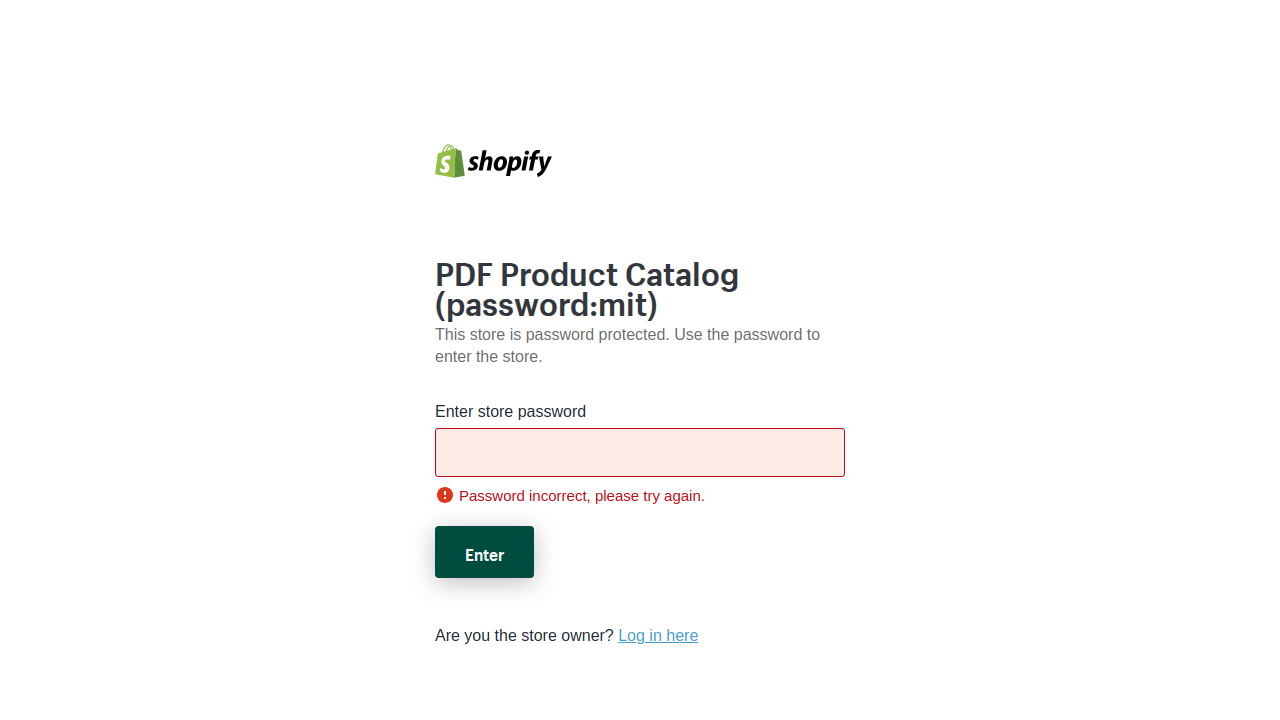 shopify
PDF Product Catalog
(password:mit)
This store is password protected. Use the password to
enter the store.
Enter store password
Password incorrect, please try again.
Enter
Are you the store owner? Log in here